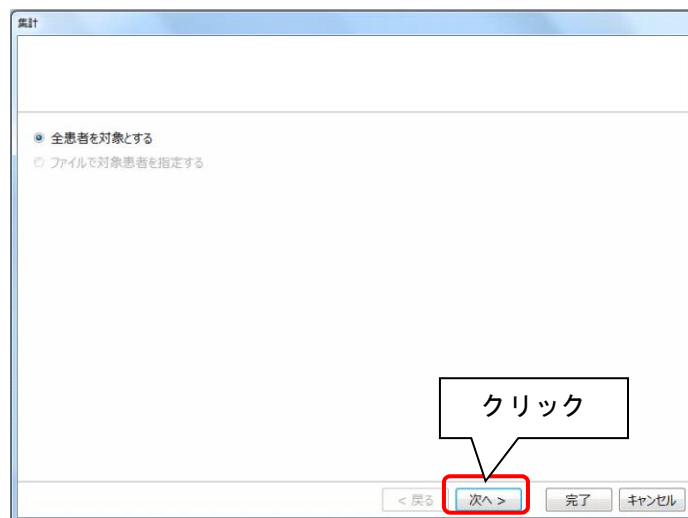 集計
全患者を対象とする
ファイルで対象患者を指定する
クリック
< 戻る 次へ > 完了 キャンセル